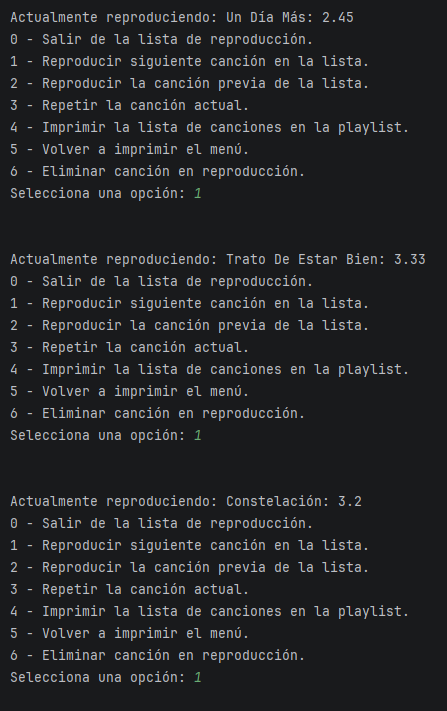 Actualmente reproduciendo: Un Día Más: 2.45
0 - Salir de la lista de reproducción.
1 - Reproducir siguiente canción en la lista.
2 - Reproducir la canción previa de la lista.
3 - Repetir la canción actual.
4 - Imprimir la lista de canciones en la playlist.
5 - Volver a imprimir el menú.
6 - Eliminar canción en reproducción.
Selecciona una opción: 1
Actualmente reproduciendo: Trato De Estar Bien: 3.33
0 - Salir de la lista de reproducción.
1 - Reproducir siguiente canción en la lista.
2 - Reproducir la canción previa de la lista.
3 - Repetir la canción actual.
4 - Imprimir la lista de canciones en la playlist.
5 - Volver a imprimir el menú.
6 - Eliminar canción en reproducción.
Selecciona una opción: 1
Actualmente reproduciendo: Constelación: 3.2
0 - Salir de la lista de reproducción.
1 - Reproducir siguiente canción en la lista.
2 - Reproducir la canción previa de la lista.
3 - Repetir la canción actual.
4 - Imprimir la lista de canciones en la playlist.
5 - Volver a imprimir el menú.
6 - Eliminar canción en reproducción.
Selecciona una opción: 1